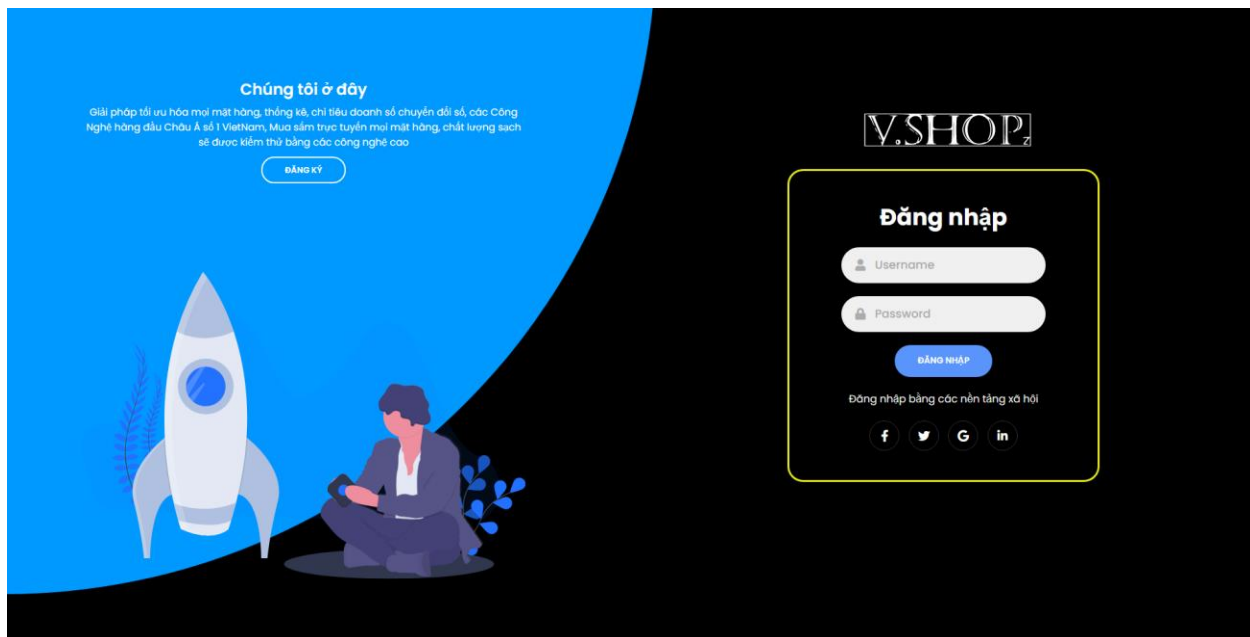 Chúng tôi ở đây
Giải pháp tối ưu hóa mọi mặt hàng, thống kê, chi tiêu doanh số chuyển đổi số, các Công
Nghệ hàng đầu Châu Á số 1 VietNam, Mua sắm trực tuyến mọi mặt hàng, chất lượng sạch
sẽ được kiểm thử bằng các công nghệ cao
ĐĂNG KÝ
V.SHOP.Z
Đăng nhập
Username
Password
ĐĂNG NHẬP
Đăng nhập bằng các nền tảng xã hội
f
G
in